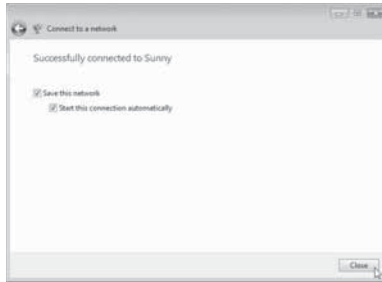 Connect to a network
Successfully connected to Sunny
Save this network
Start this connection automatically
Close